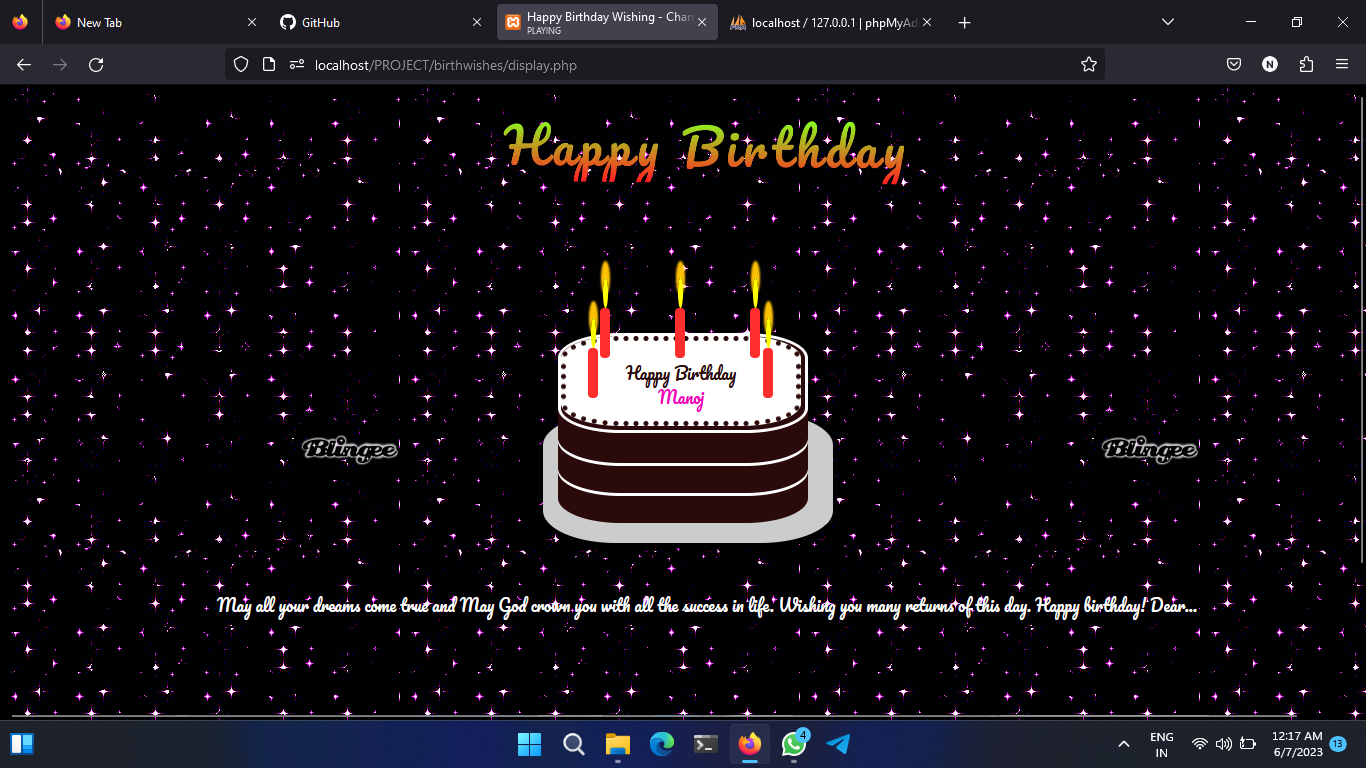 New Tab
GitHub
Happy Birthday Wishing - Chan
PLAYING
localhost / 127.0.0.1 | phpMyAd
localhost/PROJECT/birthwishes/display.php
N
Happy Birthday
Happy Birthday
Manoj
Blingee
Blingee
May all your dreams come true and May God crown you with all the success in life. Wishing you many returns of this day. Happy birthday! Dear...
4
ENG
IN
12:17 AM
6/7/2023
13